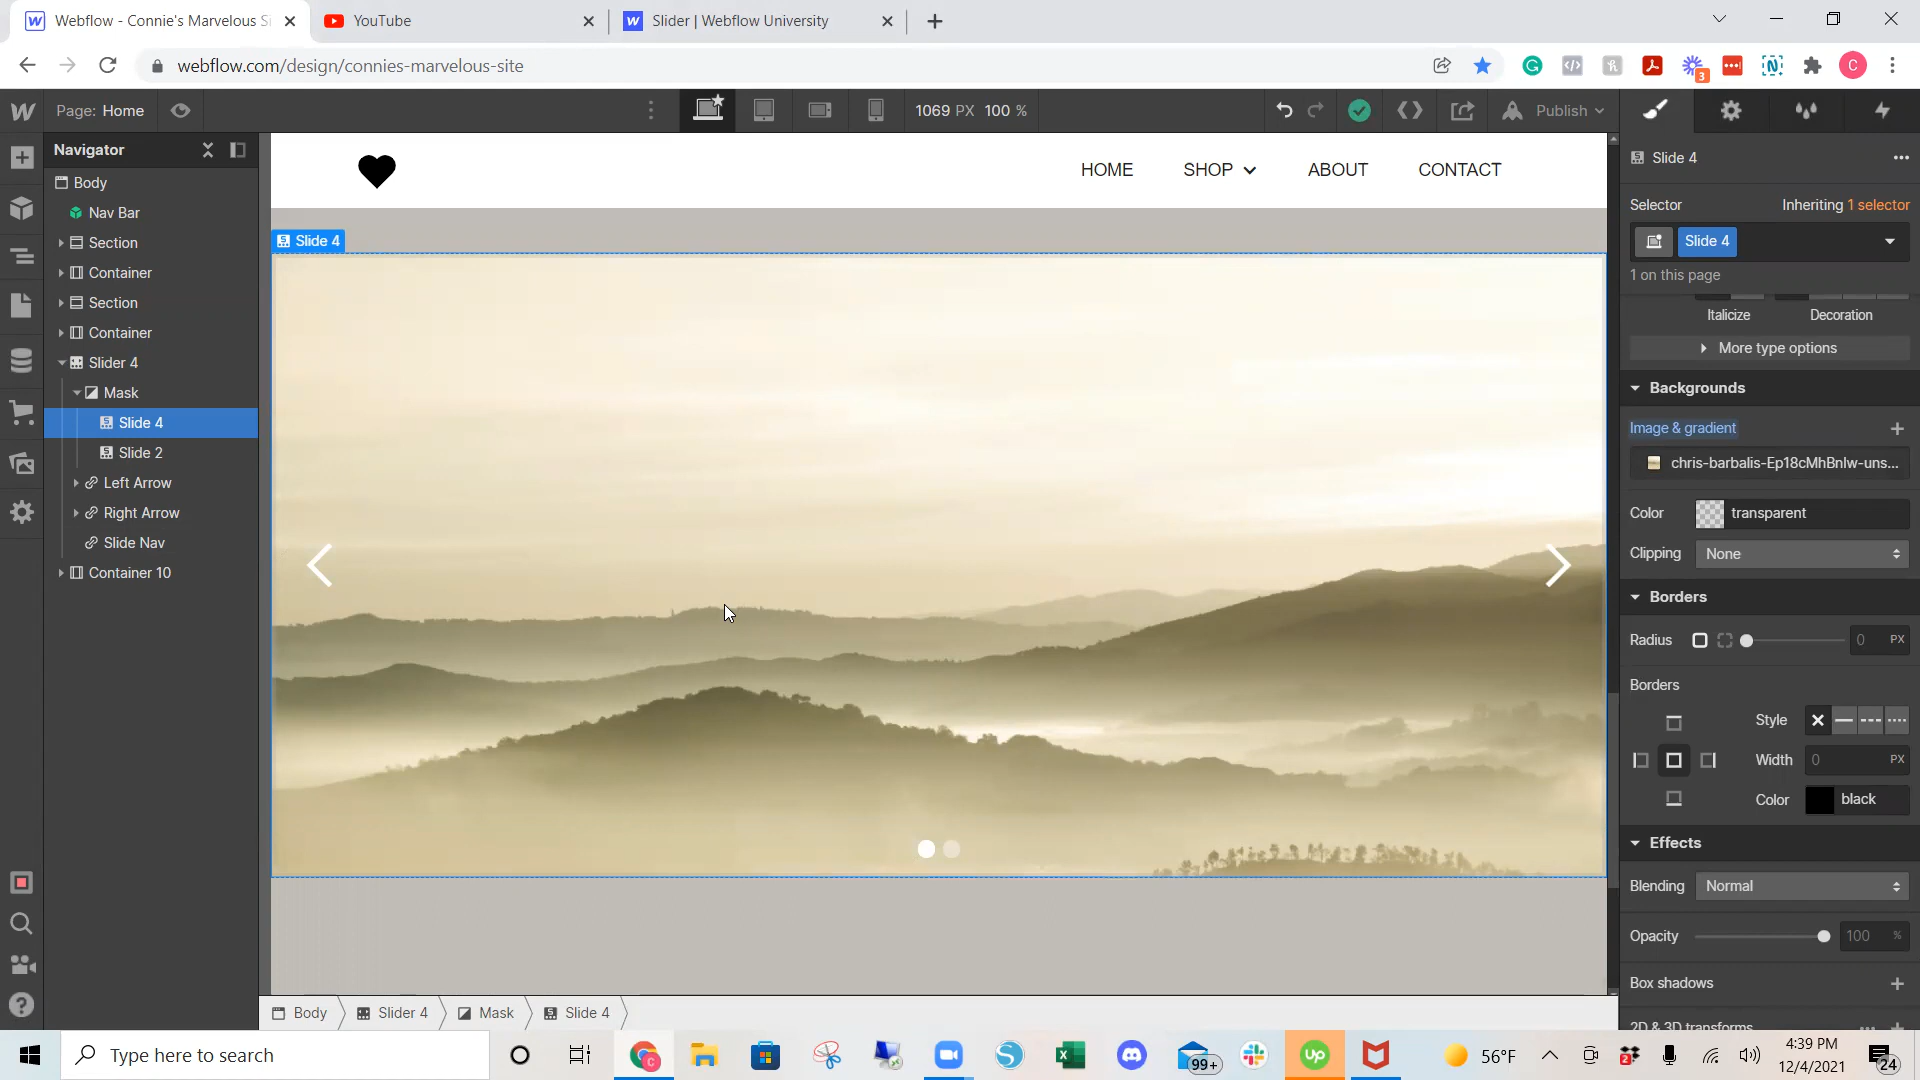 Webflow - Connie's Marvelous Si
YouTube
Slider | Webflow University
webflow.com/design/connies-marvelous-site
3
C
Page: Home
1069 PX 100 %
Publish
Navigator
Body
Nav Bar
Section
Container
Section
Container
Slider 4
Mask
Slide 4
Slide 2
Left Arrow
Right Arrow
Slide Nav
Container 10
HOME
SHOP
ABOUT
CONTACT
Slide 4
Slide 4
Selector
Inheriting 1 selector
Slide 4
1 on this page
Italicize
Decoration
More type options
Backgrounds
Image & gradient
chris-barbalis-Ep18cMhBnlw-uns...
Color
transparent
Clipping
None
Borders
Radius
0 PX
Borders
Style
Width
0 PX
Color
black
Effects
Blending
Normal
Opacity
100 %
Box shadows
2D & 3D transforms
Body
Slider 4
Mask
Slide 4
Type here to search
99+
up
56°F
2
4:39 PM
12/4/2021
24